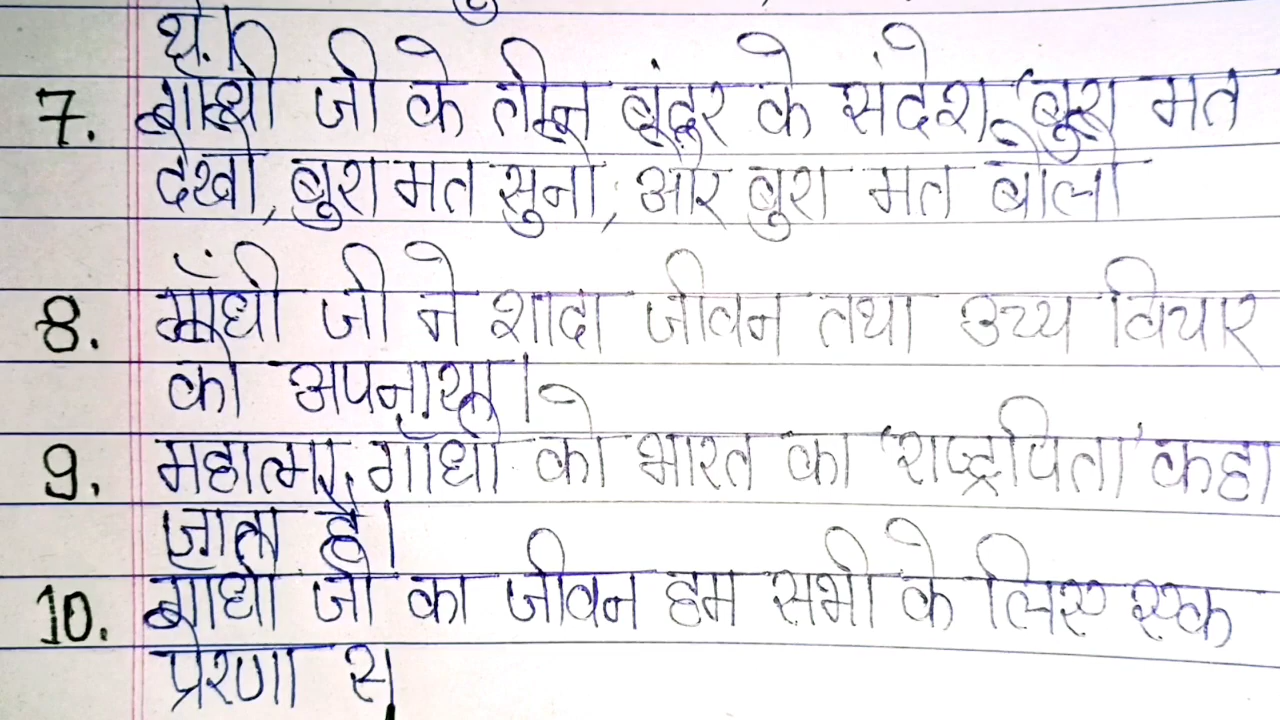 थे।
7. गाँधी जी के तीन बंदर के संदेश, 'बुरा मत
देखो, बुरा मत सुनो, और बुरा मत बोलो
8. गाँधी जी ने शादा जीवन तथा उच्च विचार
को अपनाया।
9. महात्मा गाँधी को भारत का 'राष्ट्रपिता' कहा
जाता है।
10. गाँधी जी का जीवन हम सभी के लिए एक
प्रेरणा स